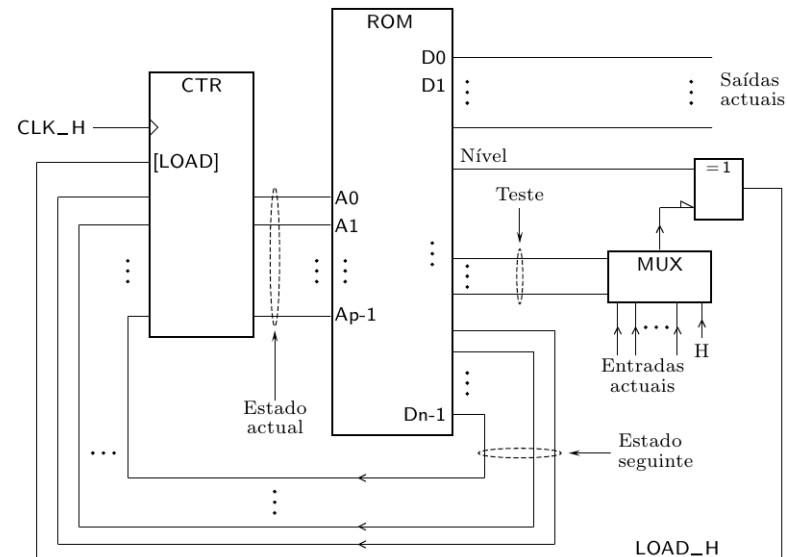 ROM
D0
D1
Saídas
actuais
CTR
CLK_H
[LOAD]
Nível
=1
A0
A1
Teste
MUX
Ap-1
H
Entradas
actuais
Estado
actual
Dn-1
Estado
seguinte
LOAD_H